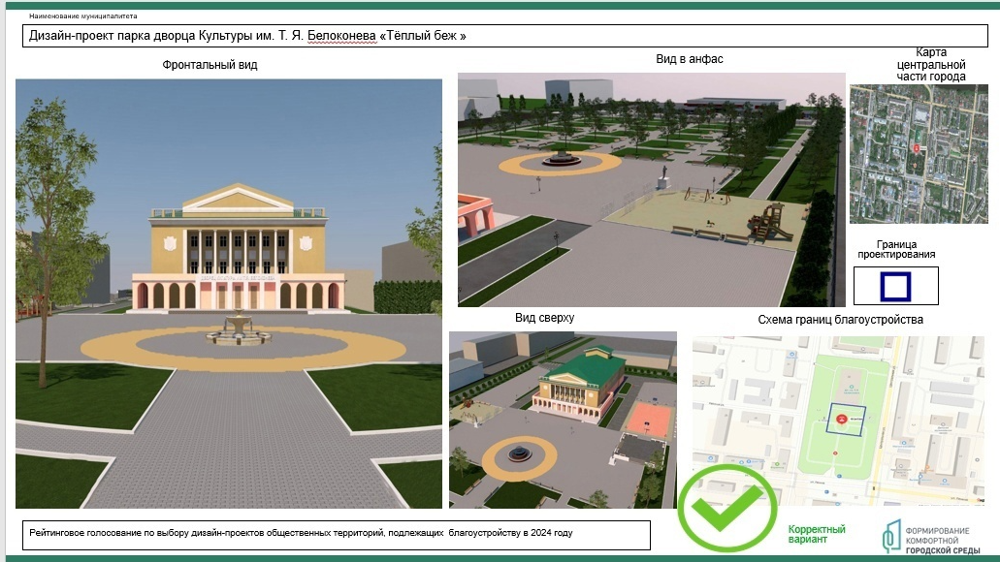 Наименование муниципалитета
Дизайн-проект парка дворца Культуры им. Т. Я. Белоконева «Тёплый беж »
Фронтальный вид
Вид в анфас
Карта
центральной
части города
Граница
проектирования
Вид сверху
Схема границ благоустройства
Рейтинговое голосование по выбору дизайн-проектов общественных территорий, подлежащих благоустройству в 2024 году
Корректный
вариант
ФОРМИРОВАНИЕ
КОМФОРТНОЙ
ГОРОДСКОЙ СРЕДЫ